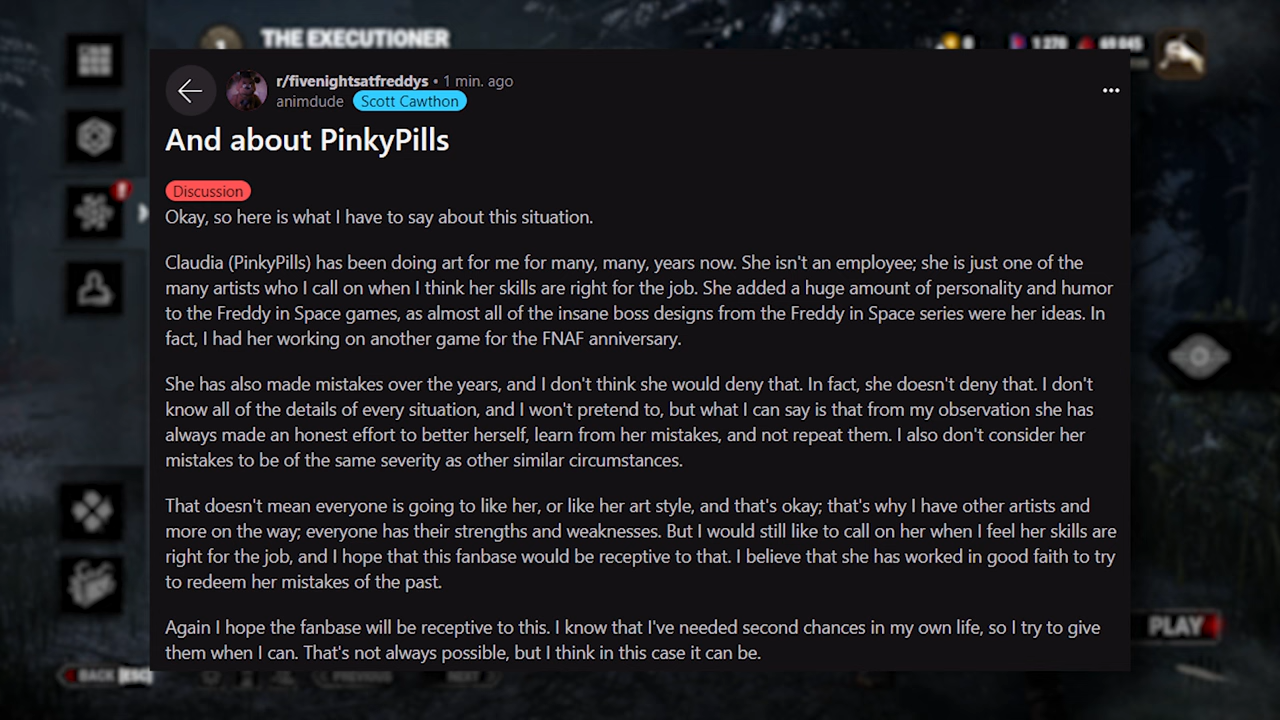 THE EXECUTIONER
r/fivenightsatfreddys • 1 min. ago
animdude Scott Cawthon
And about PinkyPills
Discussion
Okay, so here is what I have to say about this situation.
Claudia (PinkyPills) has been doing art for me for many, many, years now. She isn't an employee; she is just one of the
many artists who I call on when I think her skills are right for the job. She added a huge amount of personality and humor
to the Freddy in Space games, as almost all of the insane boss designs from the Freddy in Space series were her ideas. In
fact, I had her working on another game for the FNAF anniversary.
She has also made mistakes over the years, and I don't think she would deny that. In fact, she doesn't deny that. I don't
know all of the details of every situation, and I won't pretend to, but what I can say is that from my observation she has
always made an honest effort to better herself, learn from her mistakes, and not repeat them. I also don't consider her
mistakes to be of the same severity as other similar circumstances.
That doesn't mean everyone is going to like her, or like her art style, and that's okay; that's why I have other artists and
more on the way; everyone has their strengths and weaknesses. But I would still like to call on her when I feel her skills are
right for the job, and I hope that this fanbase would be receptive to that. I believe that she has worked in good faith to try
to redeem her mistakes of the past.
Again I hope the fanbase will be receptive to this. I know that I've needed second chances in my own life, so I try to give
them when I can. That's not always possible, but I think in this case it can be.
PLAY
BACK [ESC]
PREVIOUS
NEXT